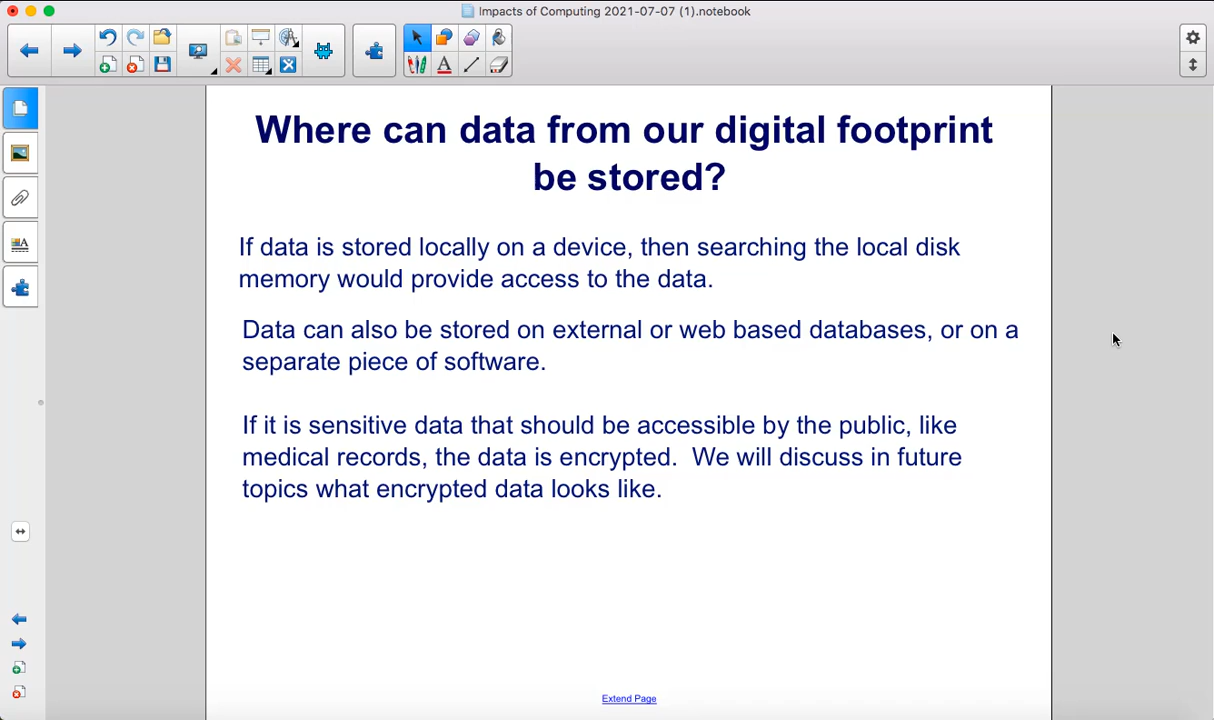 Impacts of Computing 2021-07-07 (1).notebook
Where can data from our digital footprint
be stored?
If data is stored locally on a device, then searching the local disk
memory would provide access to the data.
Data can also be stored on external or web based databases, or on a
separate piece of software.
If it is sensitive data that should be accessible by the public, like
medical records, the data is encrypted.  We will discuss in future
topics what encrypted data looks like.
Extend Page